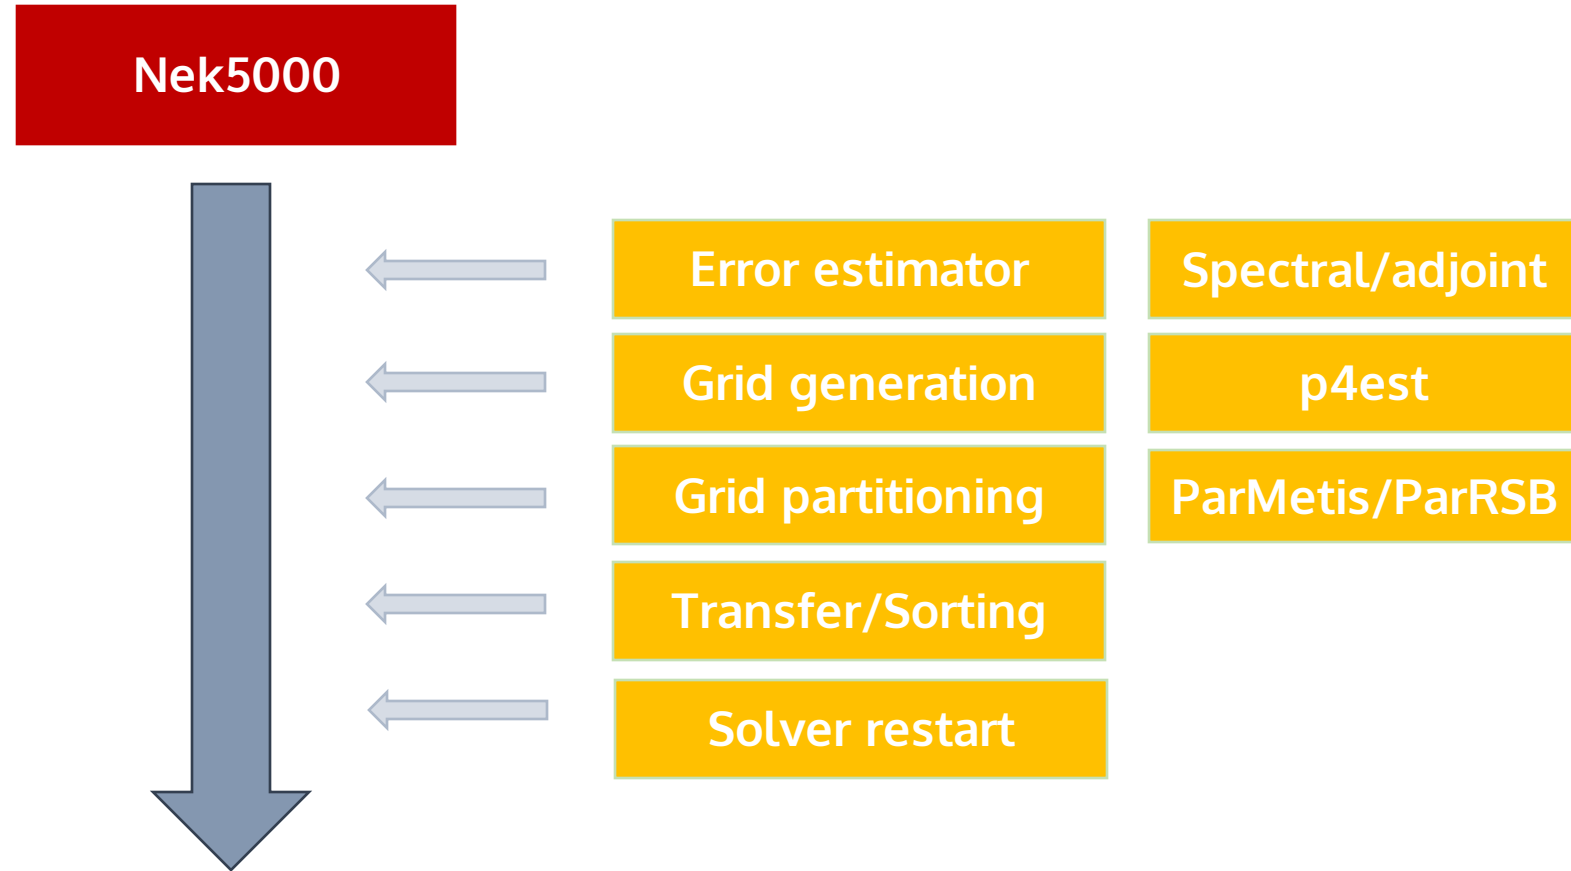 Nek5000
Error estimator
Spectral/adjoint
Grid generation
p4est
Grid partitioning
ParMetis/ParRSB
Transfer/Sorting
Solver restart